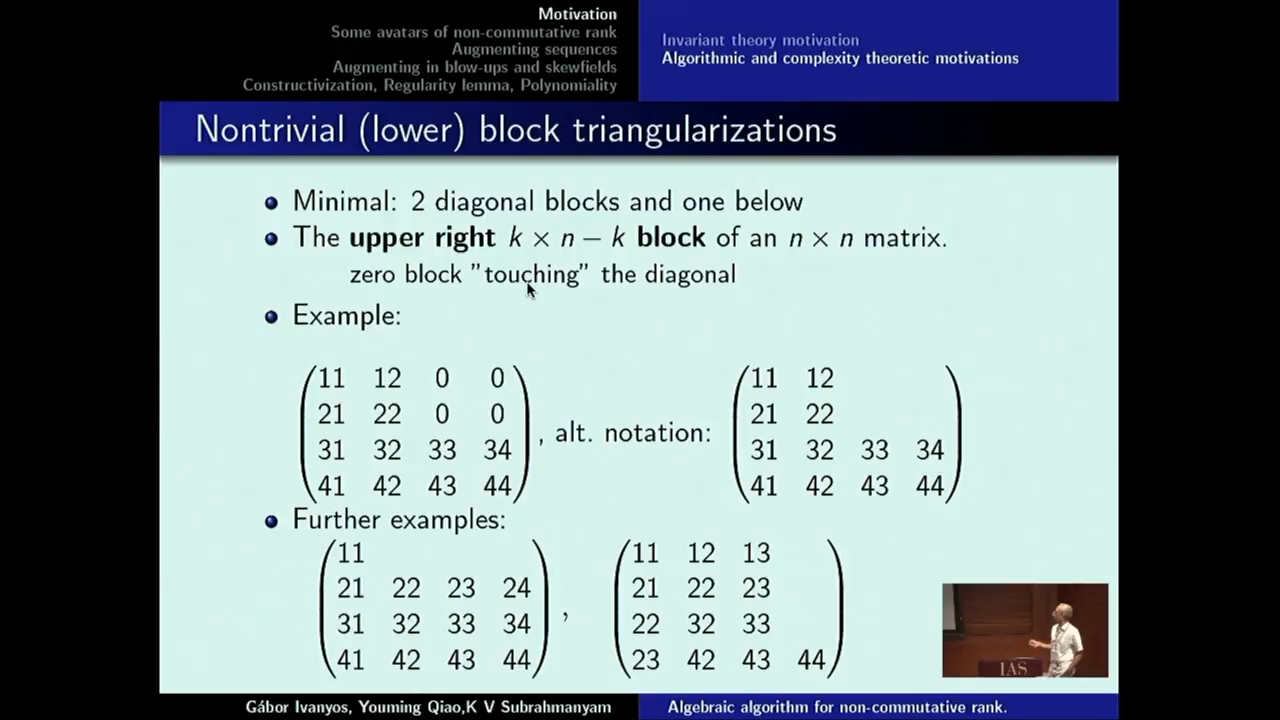 Motivation
Some avatars of non-commutative rank
Augmenting sequences
Augmenting in blow-ups and skewfields
Constructivization, Regularity lemma, Polynomiality
Invariant theory motivation
Algorithmic and complexity theoretic motivations
Nontrivial (lower) block triangularizations
Minimal: 2 diagonal blocks and one below
The upper right k × n − k block of an n × n matrix.
zero block "touching" the diagonal
Example:
11 12 0 0
21 22 0 0
31 32 33 34
41 42 43 44
, alt. notation:
11 12
21 22
31 32 33 34
41 42 43 44
Further examples:
11
21 22 23 24
31 32 33 34
41 42 43 44
,
11 12 13
21 22 23
22 32 33
23 42 43 44
IAS
Gábor Ivanyos, Youming Qiao,K V Subrahmanyam
Algebraic algorithm for non-commutative rank.